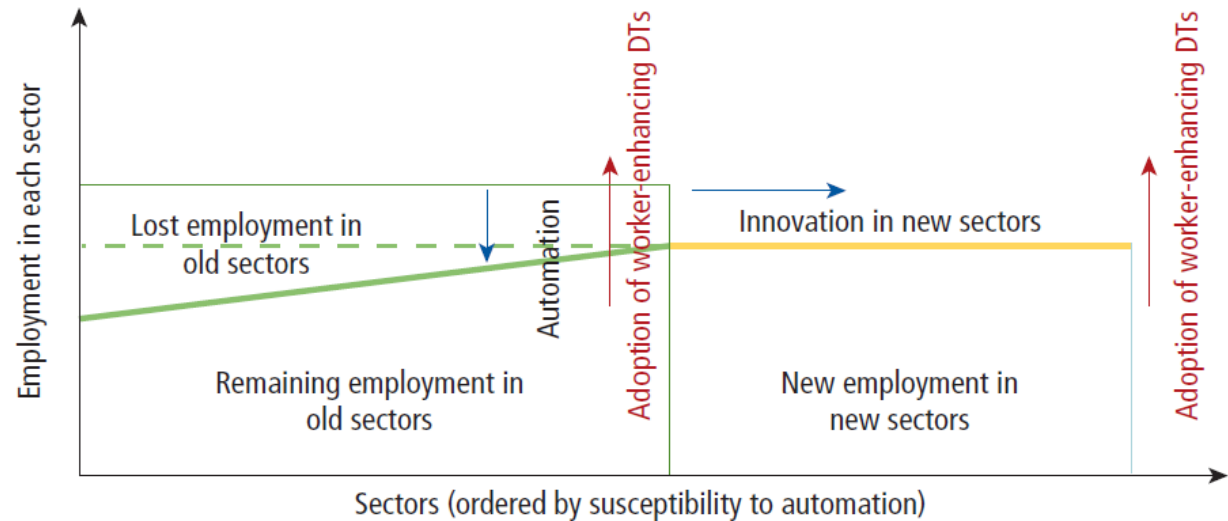 Employment in each sector
Lost employment in
old sectors
Automation
Adoption of worker-enhancing DTs
Innovation in new sectors
Adoption of worker-enhancing DTs
Remaining employment in
old sectors
New employment in
new sectors
Sectors (ordered by susceptibility to automation)